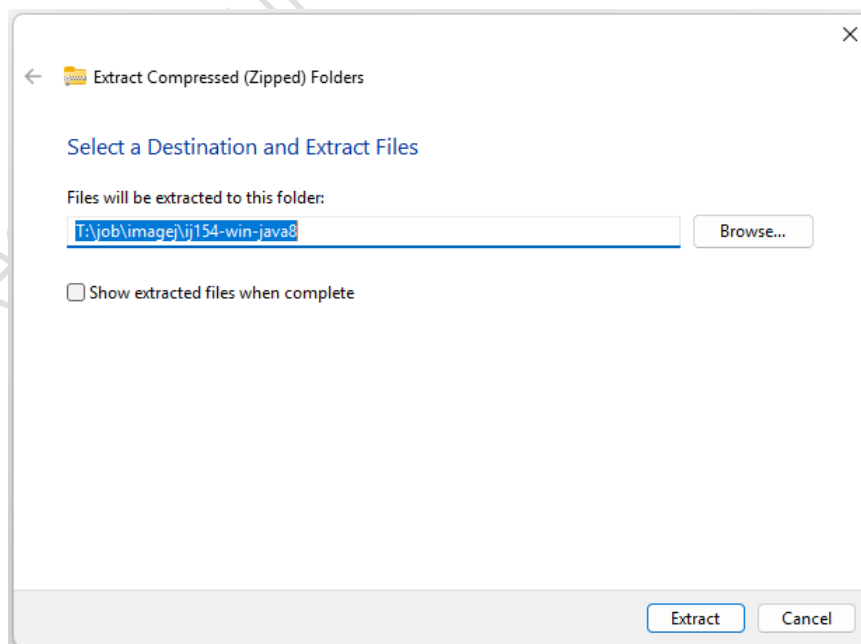 Extract Compressed (Zipped) Folders
Select a Destination and Extract Files
Files will be extracted to this folder:
T:\job\imagej\ij154-win-java8
Browse...
Show extracted files when complete
Extract
Cancel